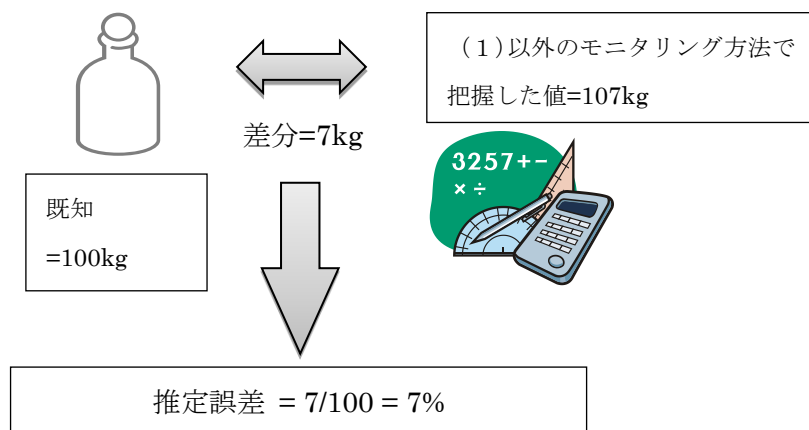 (1)以外のモニタリング方法で
把握した値=107kg
差分=7kg
3257+−
×÷
既知
=100kg
推定誤差 = 7/100 = 7%